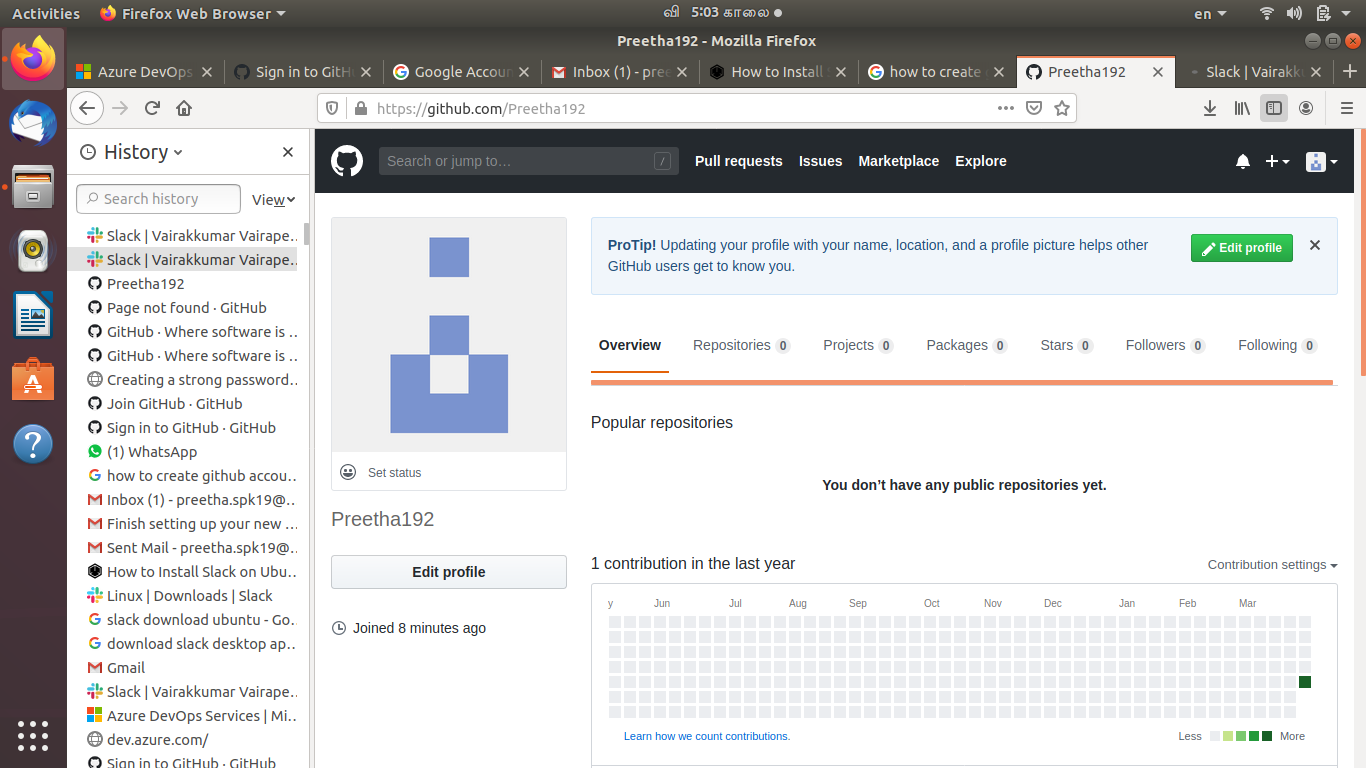 Activities
Firefox Web Browser
வி 5:03 காலை
en
Preetha192 - Mozilla Firefox
Azure DevOps
Sign in to GitH
Google Accoun
Inbox (1) - pree
How to Install S
how to create g
Preetha192
Slack | Vairakku
https://github.com/Preetha192
History
Search history
View
Slack | Vairakkumar Vairape…
Slack | Vairakkumar Vairape…
Preetha192
Page not found · GitHub
GitHub · Where software is …
GitHub · Where software is …
Creating a strong password…
Join GitHub · GitHub
Sign in to GitHub · GitHub
(1) WhatsApp
how to create github accou…
Inbox (1) - preetha.spk19@…
Finish setting up your new …
Sent Mail - preetha.spk19@…
How to Install Slack on Ubu…
Linux | Downloads | Slack
slack download ubuntu - Go…
download slack desktop ap…
Gmail
Slack | Vairakkumar Vairape…
Azure DevOps Services | Mi…
dev.azure.com/
Sign in to GitHub · GitHub
Search or jump to…
/
Pull requests
Issues
Marketplace
Explore
Set status
Preetha192
Edit profile
Joined 8 minutes ago
ProTip! Updating your profile with your name, location, and a profile picture helps other
GitHub users get to know you.
Edit profile
Overview
Repositories 0
Projects 0
Packages 0
Stars 0
Followers 0
Following 0
Popular repositories
You don’t have any public repositories yet.
1 contribution in the last year
Contribution settings
y Jun Jul Aug Sep Oct Nov Dec Jan Feb Mar
Learn how we count contributions.
Less
More